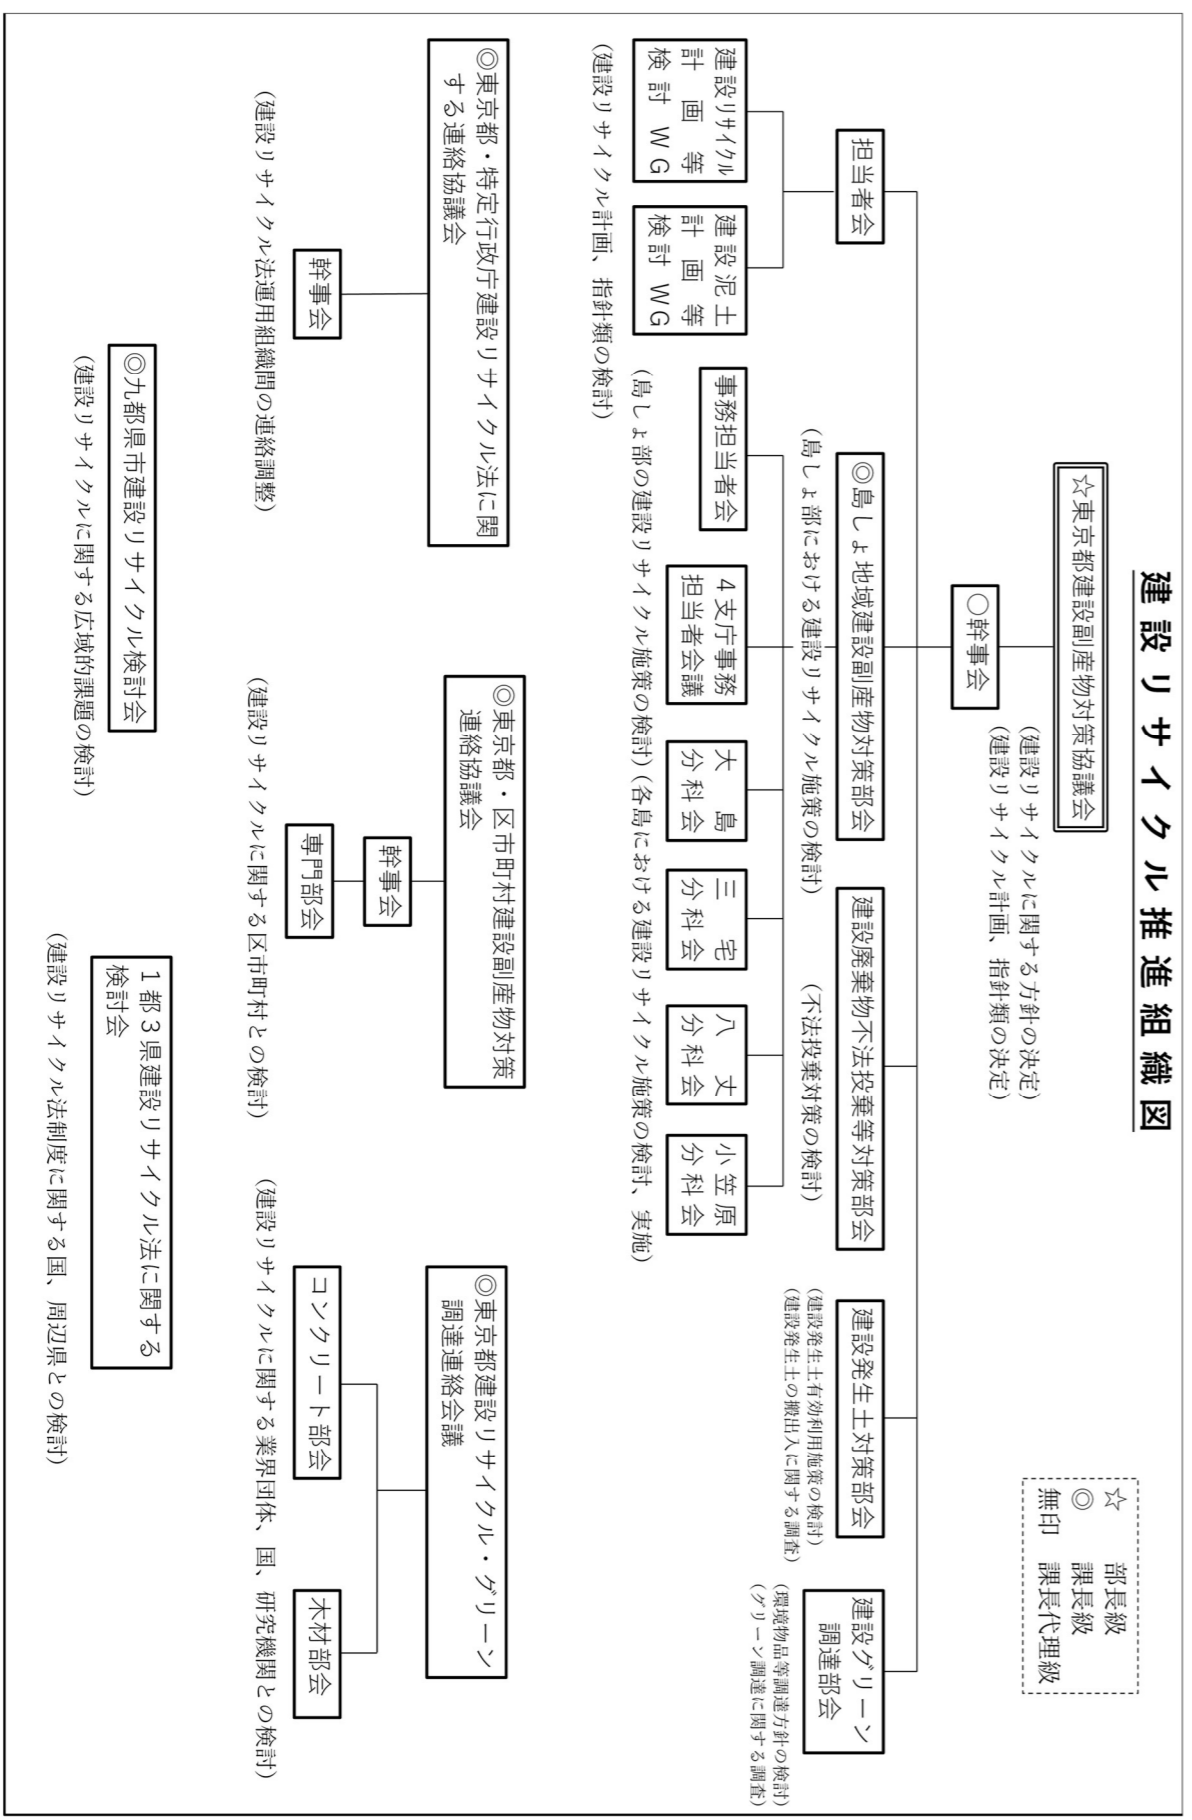 建設リサイクル推進組織図
☆ 部長級
◎ 課長級
無印 課長代理級
☆東京都建設副産物対策協議会
(建設リサイクルに関する方針の決定)
(建設リサイクル計画、指針類の決定)
○幹事会
担当者会
◎島しょ地域建設副産物対策部会
(島しょ部における建設リサイクル施策の検討)
建設廃棄物不法投棄等対策部会
(不法投棄対策の検討)
建設発生土対策部会
(建設発生土有効利用施策の検討)
(建設発生土の搬出入に関する調査)
建設グリーン
調達部会
(環境物品等調達方針の検討)
(グリーン調達に関する調査)
建設リサイクル
計画等
検討WG
建設泥土
計画等
検討WG
(建設リサイクル計画、指針類の検討)
事務担当者会
4支庁事務
担当者会議
大島
分科会
三宅
分科会
八丈
分科会
小笠原
分科会
(島しょ部の建設リサイクル施策の検討)(各島における建設リサイクル施策の検討、実施)
◎東京都・特定行政庁建設リサイクル法に関
する連絡協議会
幹事会
(建設リサイクル法運用組織間の連絡調整)
◎東京都・区市町村建設副産物対策
連絡協議会
幹事会
専門部会
(建設リサイクルに関する区市町村との検討)
◎東京都建設リサイクル・グリーン
調達連絡会議
コンクリート部会
木材部会
(建設リサイクルに関する業界団体、国、研究機関との検討)
◎九都県市建設リサイクル検討会
(建設リサイクルに関する広域的課題の検討)
1都3県建設リサイクル法に関する
検討会
(建設リサイクル法制度に関する国、周辺県との検討)